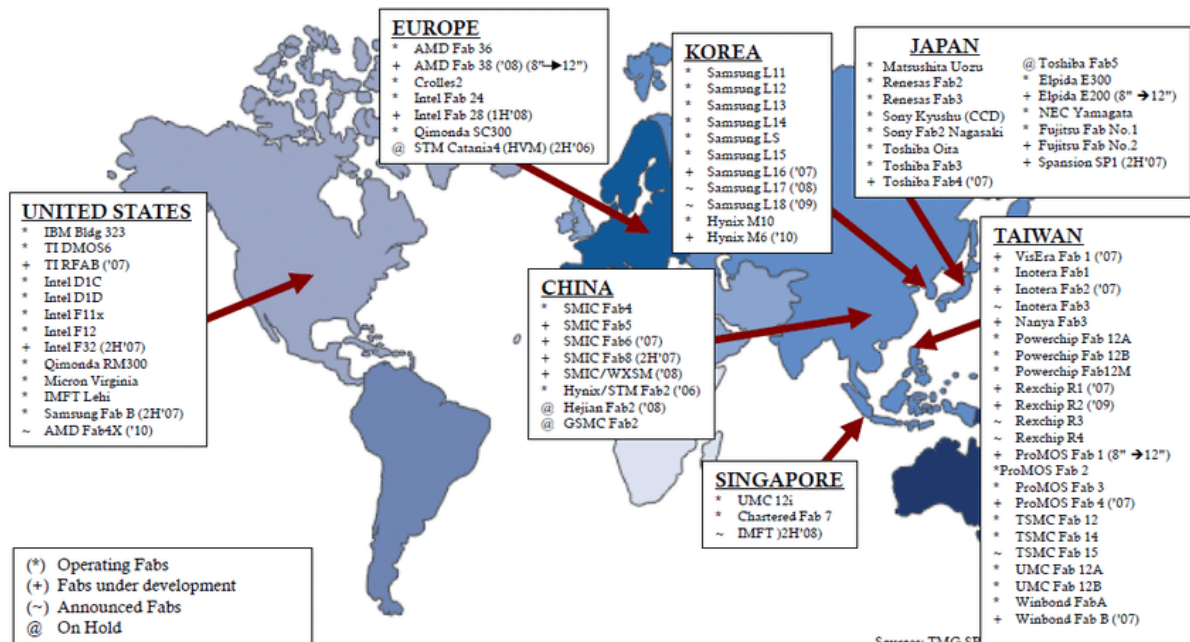 EUROPE
* AMD Fab 36
+ AMD Fab 38 ('08) (8"→12")
* Crolles2
* Intel Fab 24
+ Intel Fab 28 (1H'08)
* Qimonda SC300
@ STM Catania4 (HVM) (2H'06)
KOREA
* Samsung L11
* Samsung L12
* Samsung L13
* Samsung L14
* Samsung LS
* Samsung L15
+ Samsung L16 ('07)
~ Samsung L17 ('08)
~ Samsung L18 ('09)
* Hynix M10
+ Hynix M6 ('10)
JAPAN
* Matsushita Uozu
* Renesas Fab2
* Renesas Fab3
* Sony Kyushu (CCD)
* Sony Fab2 Nagasaki
* Toshiba Oita
* Toshiba Fab3
+ Toshiba Fab4 ('07)
@ Toshiba Fab5
* Elpida E300
+ Elpida E200 (8" →12")
* NEC Yamagata
* Fujitsu Fab No.1
+ Fujitsu Fab No.2
+ Spansion SP1 (2H'07)
UNITED STATES
* IBM Bldg 323
* TI DMOS6
+ TI RFAB ('07)
* Intel D1C
* Intel D1D
* Intel F11x
* Intel F12
+ Intel F32 (2H'07)
* Qimonda RM300
* Micron Virginia
* IMFT Lehi
* Samsung Fab B (2H'07)
~ AMD Fab4X ('10)
CHINA
* SMIC Fab4
+ SMIC Fab5
+ SMIC Fab6 ('07)
+ SMIC Fab8 (2H'07)
+ SMIC/WXSM ('08)
* Hynix/STM Fab2 ('06)
@ Hejian Fab2 ('08)
@ GSMC Fab2
TAIWAN
+ VisEra Fab 1 ('07)
* Inotera Fab1
+ Inotera Fab2 ('07)
~ Inotera Fab3
+ Nanya Fab3
* Powerchip Fab 12A
* Powerchip Fab 12B
* Powerchip Fab12M
+ Rexchip R1 ('07)
+ Rexchip R2 ('09)
~ Rexchip R3
~ Rexchip R4
+ ProMOS Fab 1 (8" →12")
*ProMOS Fab 2
* ProMOS Fab 3
+ ProMOS Fab 4 ('07)
* TSMC Fab 12
* TSMC Fab 14
~ TSMC Fab 15
* UMC Fab 12A
* UMC Fab 12B
* Winbond FabA
+ Winbond Fab B ('07)
SINGAPORE
* UMC 12i
* Chartered Fab 7
~ IMFT )2H'08)
(*) Operating Fabs
(+) Fabs under development
(~) Announced Fabs
@ On Hold